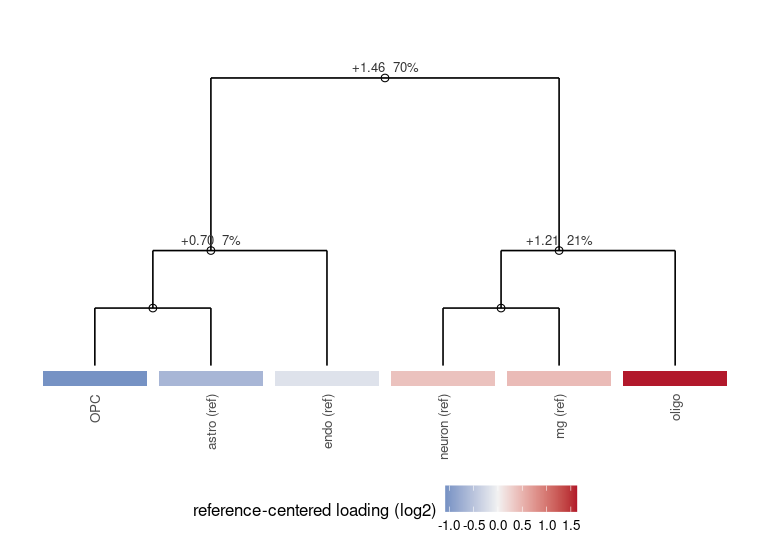 +1.46 70%
+0.70 7%
+1.21 21%
OPC
astro (ref)
endo (ref)
neuron (ref)
mg (ref)
oligo
reference-centered loading (log2)
-1.0 -0.5 0.0 0.5 1.0 1.5